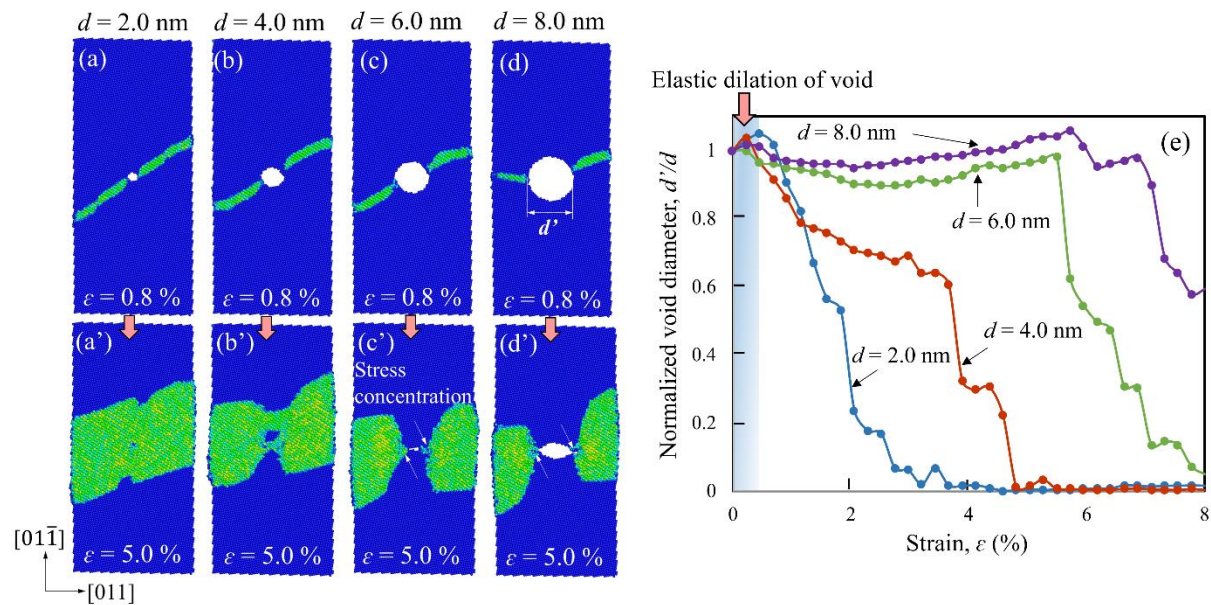 d = 2.0 nm
d = 4.0 nm
d = 6.0 nm
d = 8.0 nm
(a)
(b)
(c)
(d)
d'
ε = 0.8 %
ε = 0.8 %
ε = 0.8 %
ε = 0.8 %
(a')
(b')
(c')
(d')
Stress
concentration
ε = 5.0 %
ε = 5.0 %
ε = 5.0 %
ε = 5.0 %
[011̅]
[011]
Elastic dilation of void
(e)
d = 8.0 nm
d = 6.0 nm
d = 4.0 nm
d = 2.0 nm
Normalized void diameter, d'/d
1
0.8
0.6
0.4
0.2
0
0 2 4 6 8
Strain, ε (%)